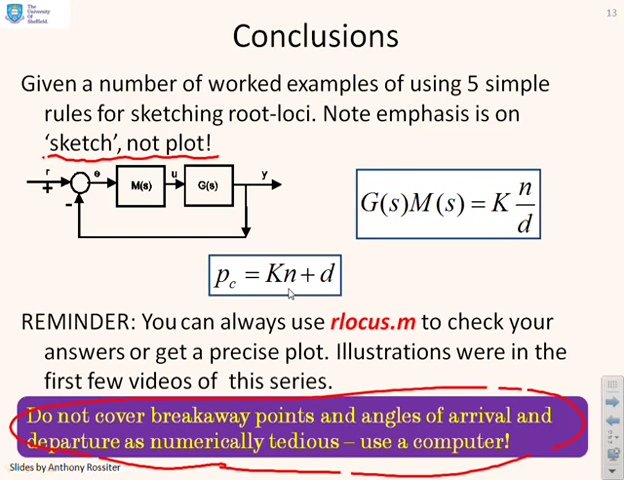 The
University
Of
Sheffield.
13
Conclusions
Given a number of worked examples of using 5 simple
rules for sketching root-loci. Note emphasis is on
‘sketch’, not plot!
r
e
u
y
+
M(s)
G(s)
-
G(s)M(s) = K n/d
p_c = Kn + d
REMINDER: You can always use rlocus.m to check your
answers or get a precise plot. Illustrations were in the
first few videos of this series.
Do not cover breakaway points and angles of arrival and
departure as numerically tedious – use a computer!
Slides by Anthony Rossiter